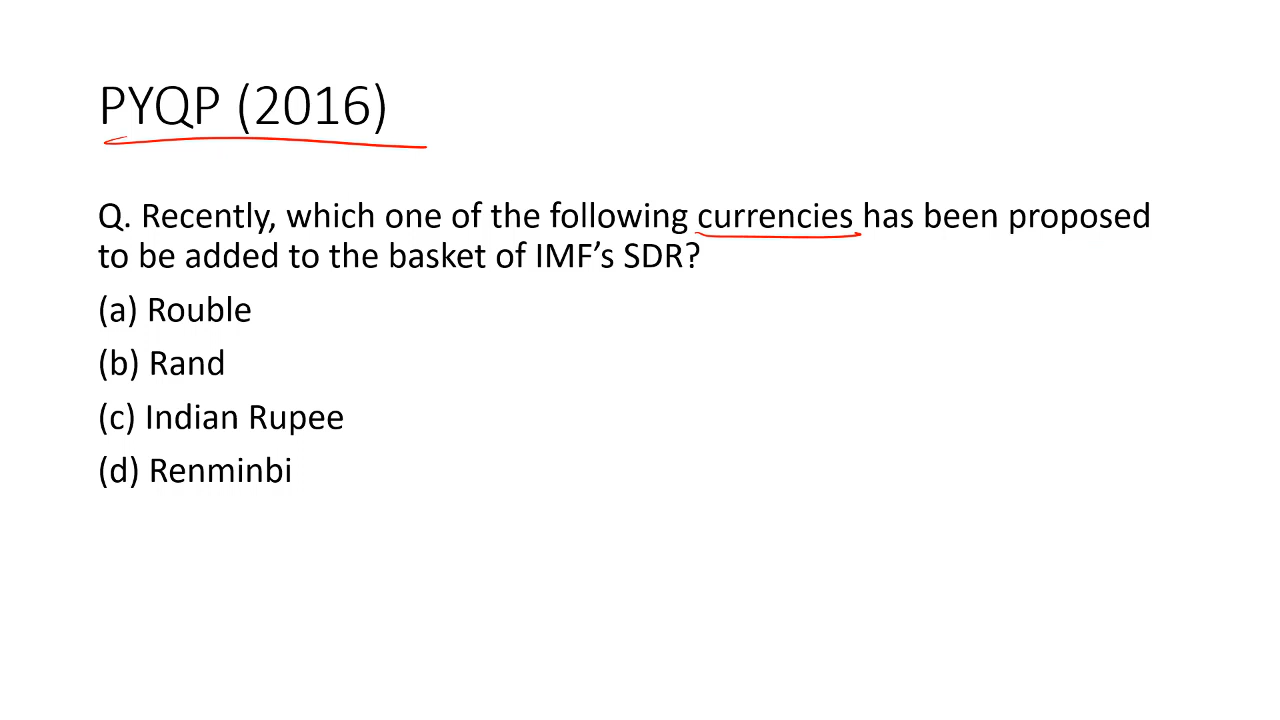 PYQP (2016)
Q. Recently, which one of the following currencies has been proposed
to be added to the basket of IMF’s SDR?
(a) Rouble
(b) Rand
(c) Indian Rupee
(d) Renminbi